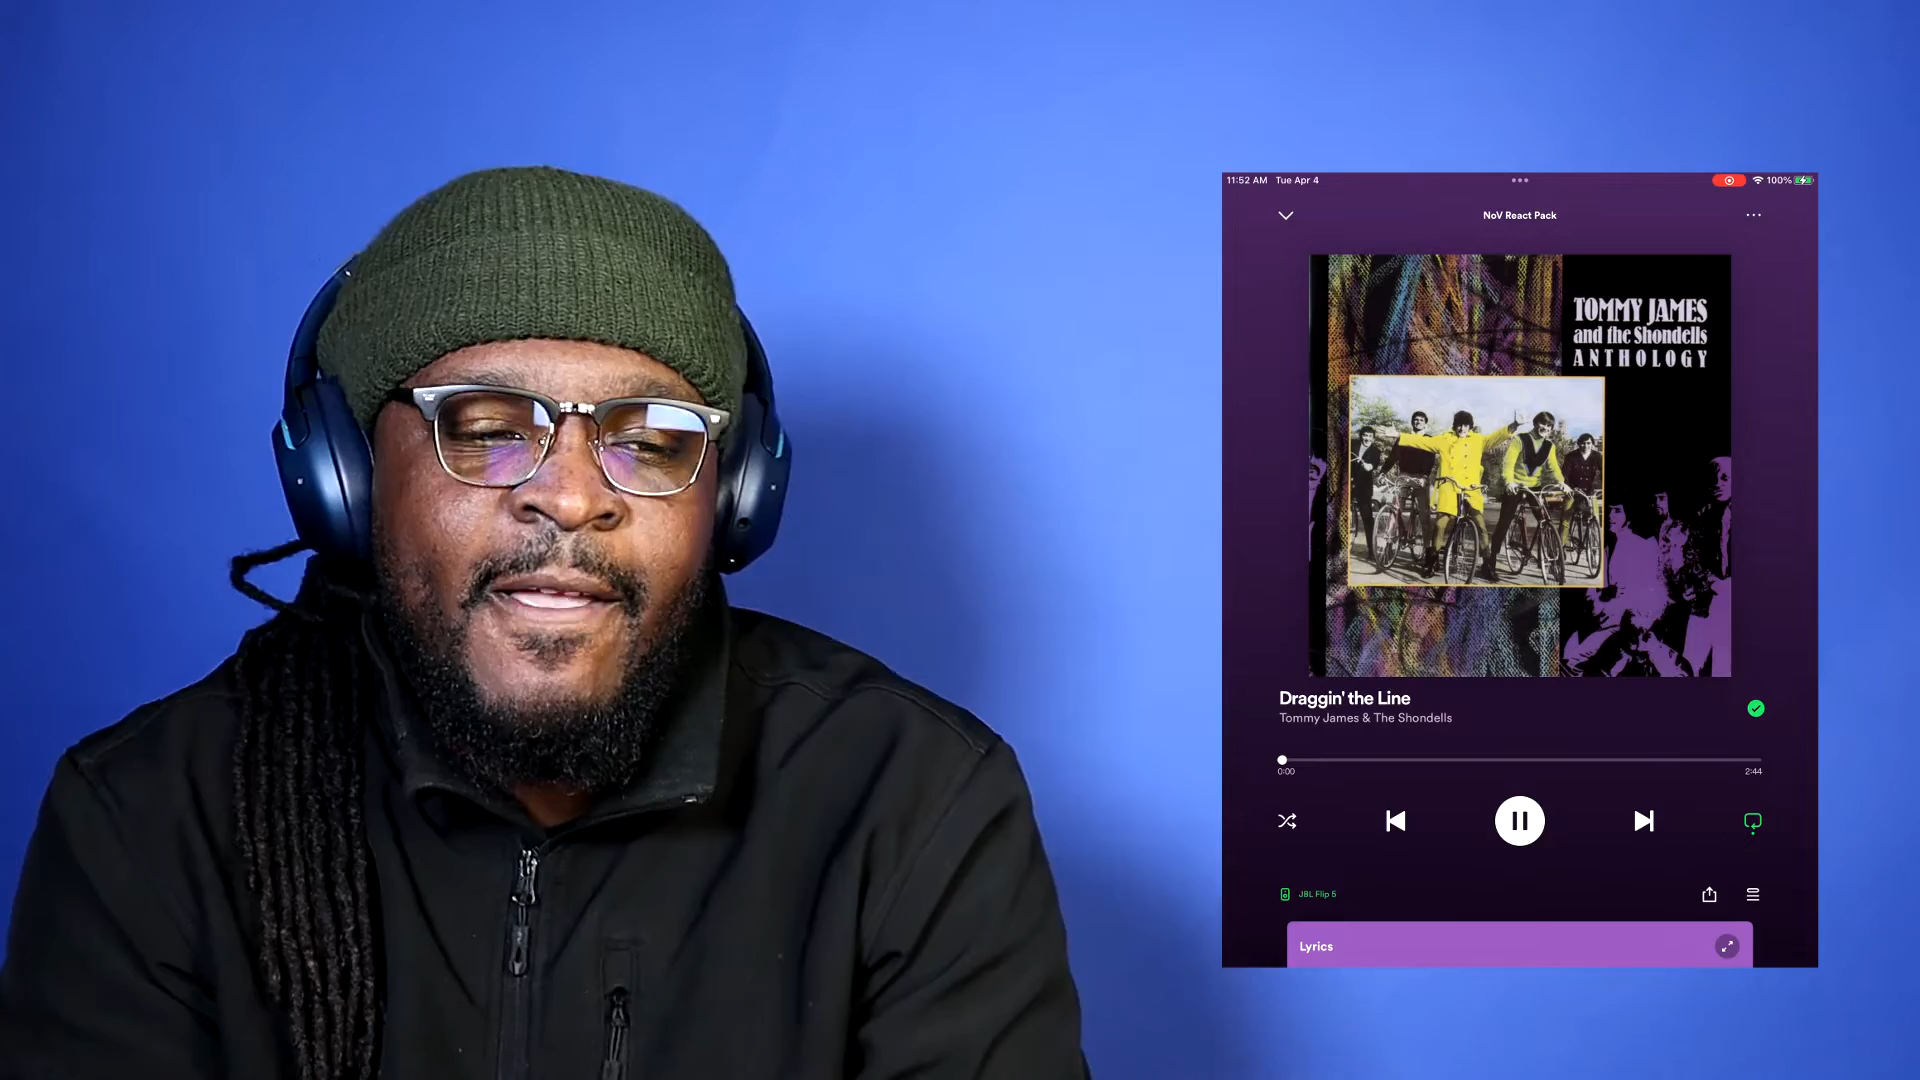 11:52 AM Tue Apr 4
100%
NoV React Pack
TOMMY JAMES
and the Shondells
ANTHOLOGY
Draggin' the Line
Tommy James & The Shondells
0:00
2:44
JBL Flip 5
Lyrics